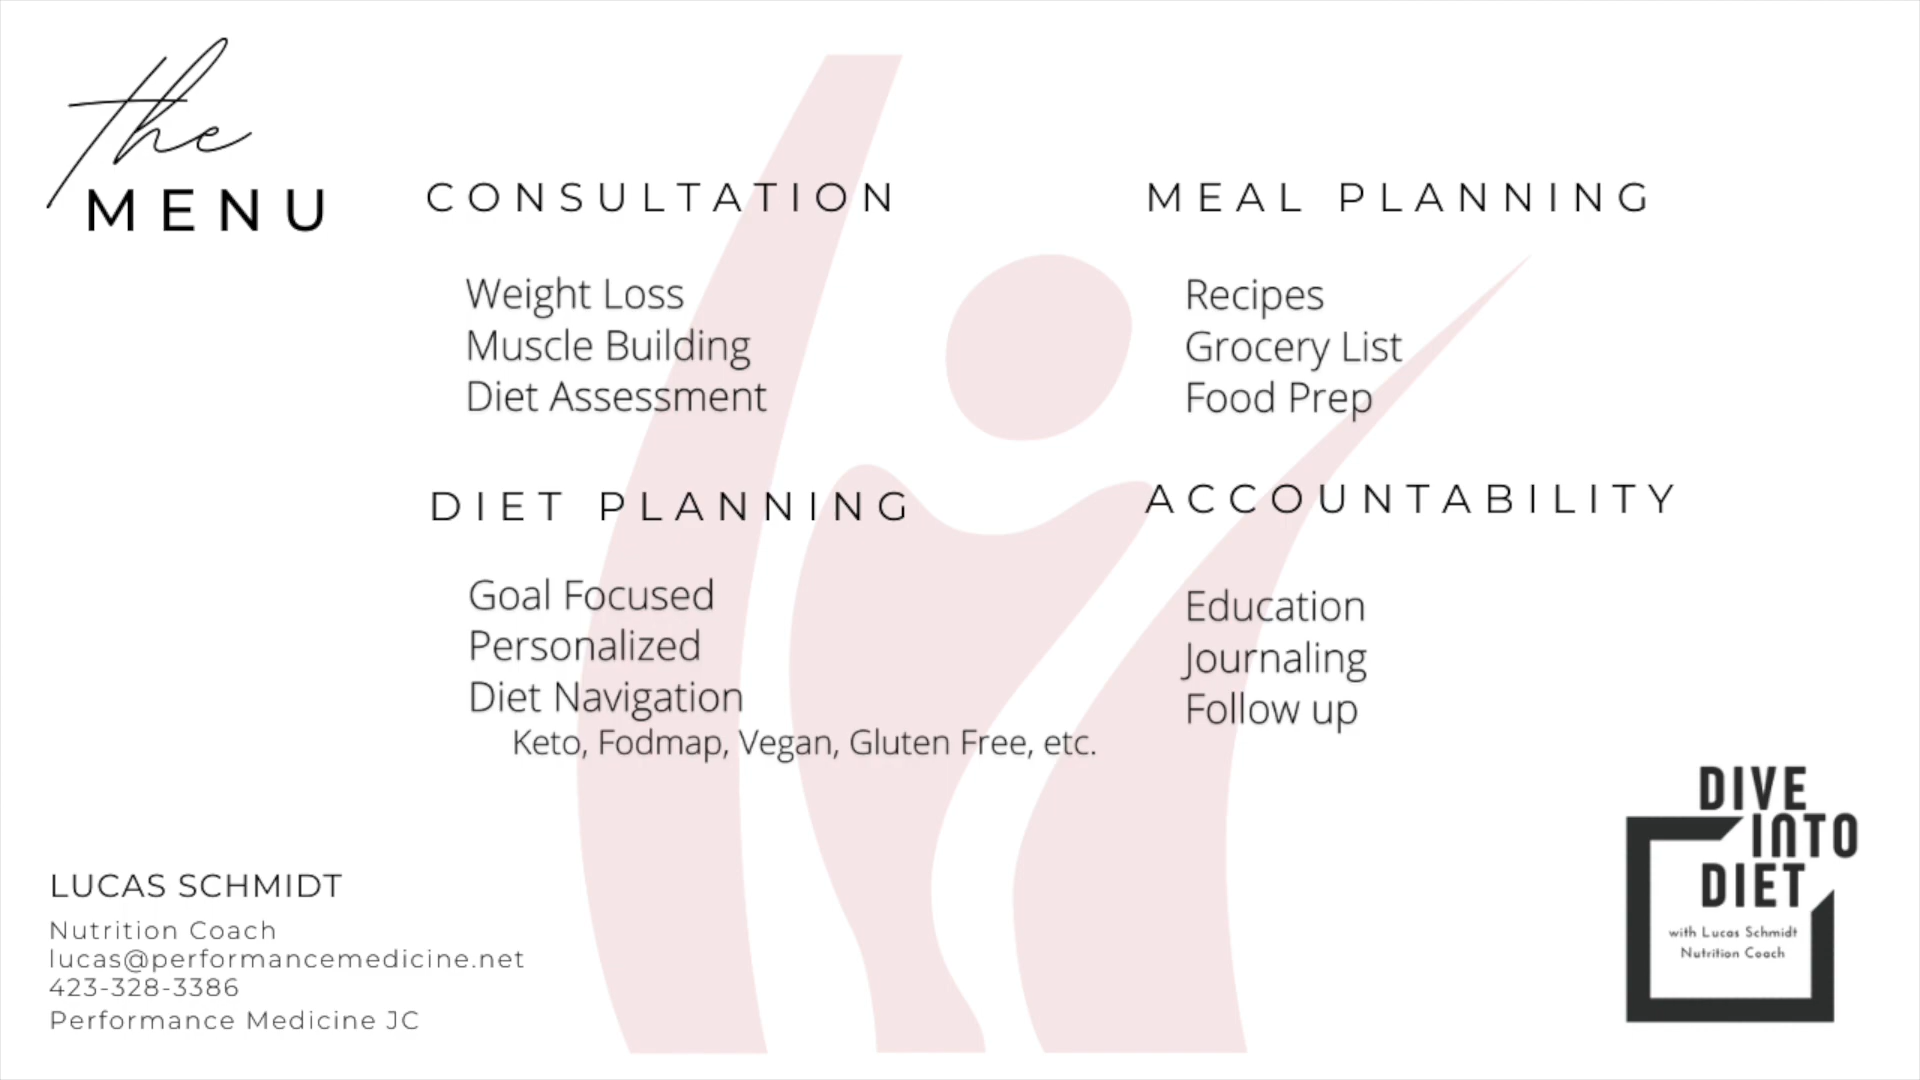 the
MENU
CONSULTATION
Weight Loss
Muscle Building
Diet Assessment
MEAL PLANNING
Recipes
Grocery List
Food Prep
DIET PLANNING
Goal Focused
Personalized
Diet Navigation
Keto, Fodmap, Vegan, Gluten Free, etc.
ACCOUNTABILITY
Education
Journaling
Follow up
LUCAS SCHMIDT
Nutrition Coach
lucas@performancemedicine.net
423-328-3386
Performance Medicine JC
DIVE
INTO
DIET
with Lucas Schmidt
Nutrition Coach